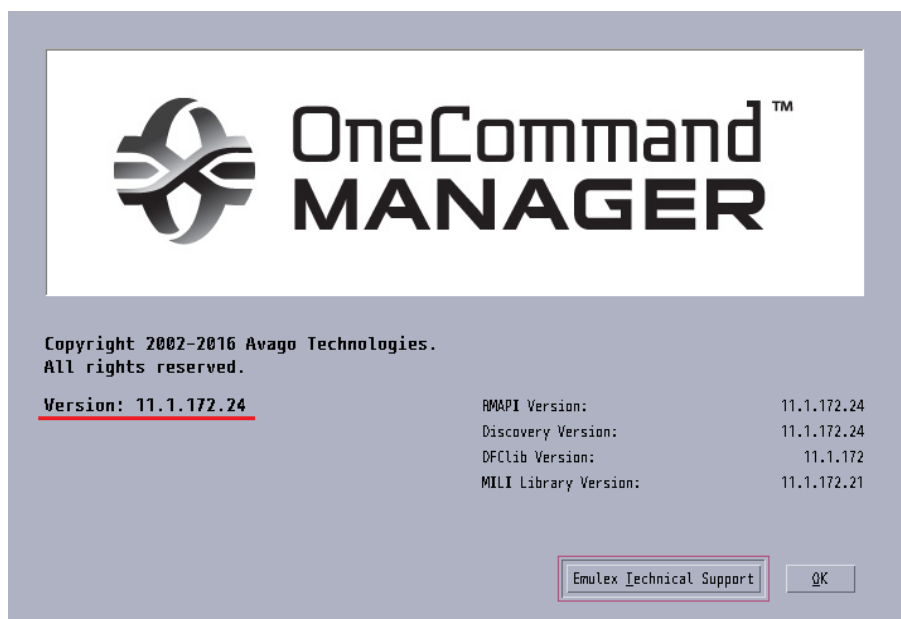 OneCommand™
MANAGER
Copyright 2002-2016 Avago Technologies.
All rights reserved.
Version: 11.1.172.24
RMAPI Version: 11.1.172.24
Discovery Version: 11.1.172.24
DFClib Version: 11.1.172
MILI Library Version: 11.1.172.21
Emulex Technical Support OK